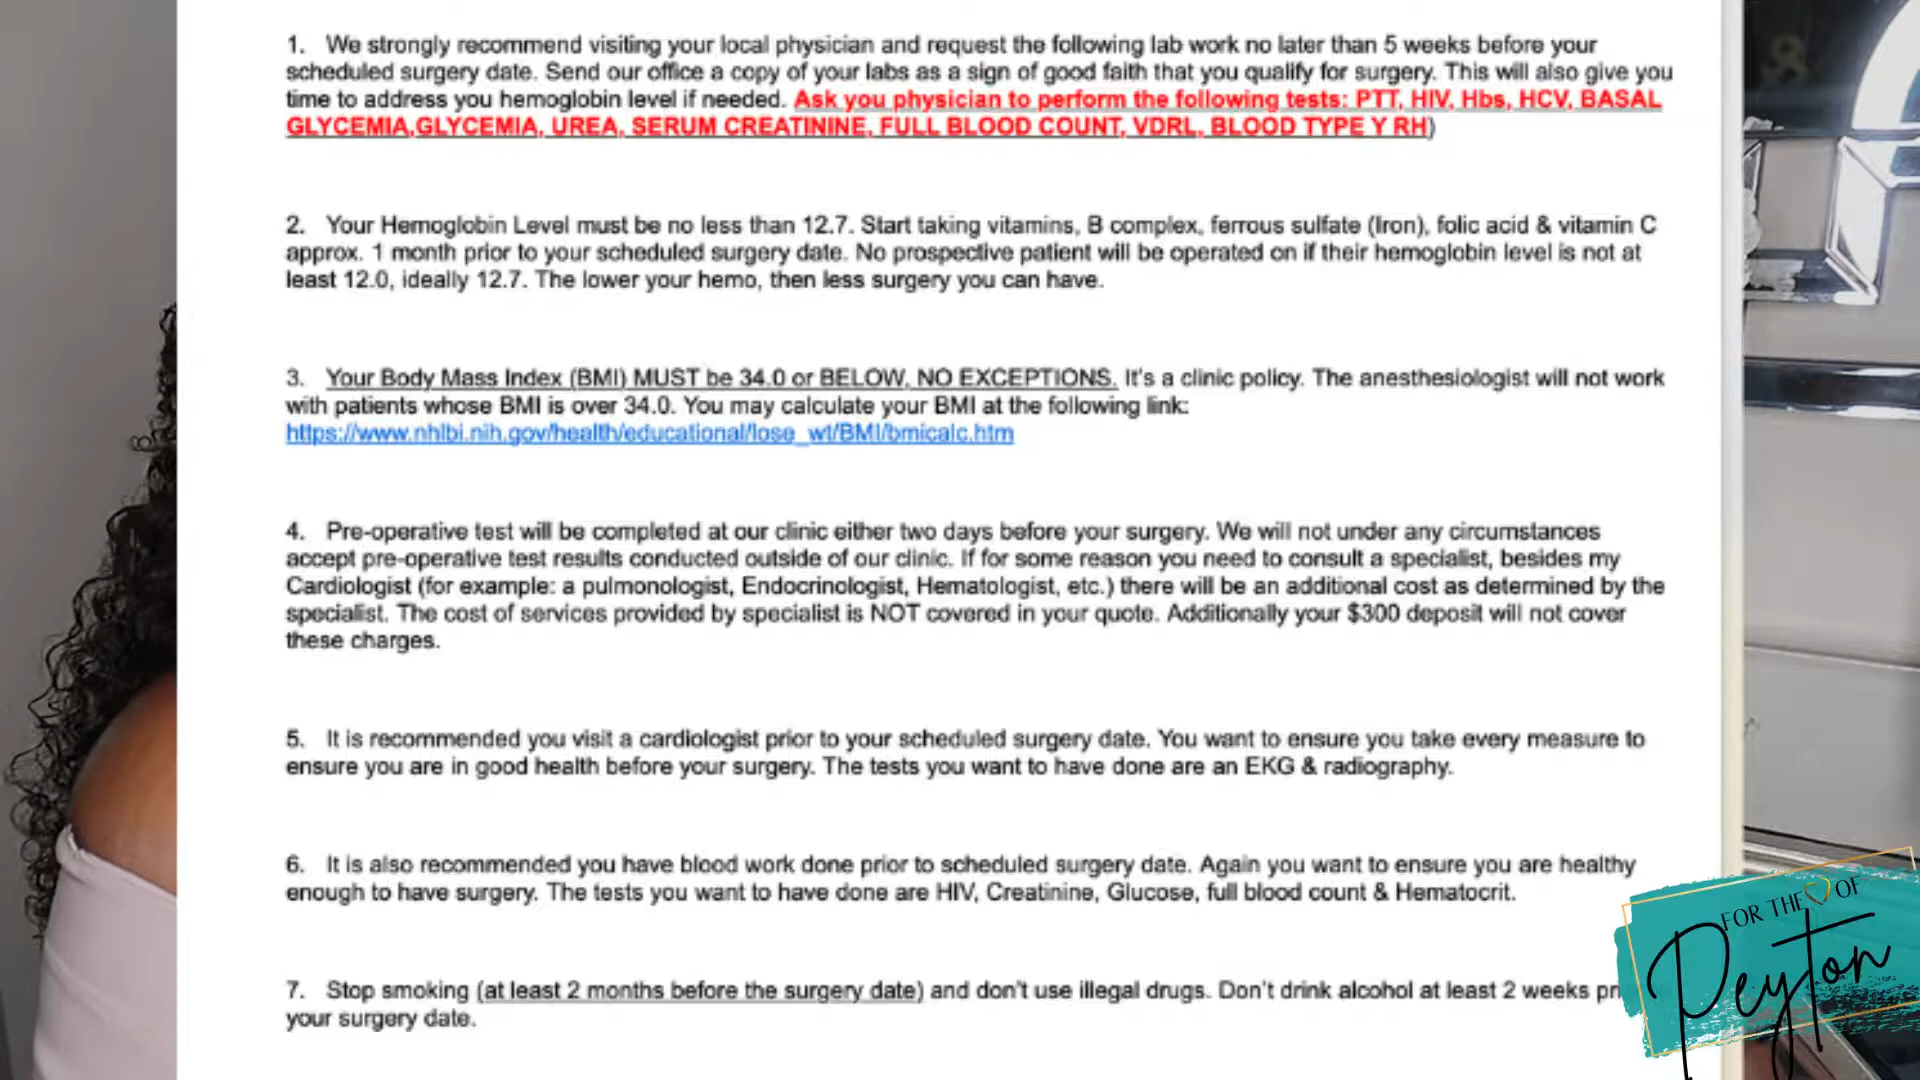 1. We strongly recommend visiting your local physician and request the following lab work no later than 5 weeks before your
scheduled surgery date. Send our office a copy of your labs as a sign of good faith that you qualify for surgery. This will also give you
time to address you hemoglobin level if needed. Ask you physician to perform the following tests: PTT, HIV, Hbs, HCV, BASAL
GLYCEMIA,GLYCEMIA, UREA, SERUM CREATININE, FULL BLOOD COUNT, VDRL, BLOOD TYPE Y RH)
2. Your Hemoglobin Level must be no less than 12.7. Start taking vitamins, B complex, ferrous sulfate (Iron), folic acid & vitamin C
approx. 1 month prior to your scheduled surgery date. No prospective patient will be operated on if their hemoglobin level is not at
least 12.0, ideally 12.7. The lower your hemo, then less surgery you can have.
3. Your Body Mass Index (BMI) MUST be 34.0 or BELOW, NO EXCEPTIONS. It's a clinic policy. The anesthesiologist will not work
with patients whose BMI is over 34.0. You may calculate your BMI at the following link:
https://www.nhlbi.nih.gov/health/educational/lose_wt/BMI/bmicalc.htm
4. Pre-operative test will be completed at our clinic either two days before your surgery. We will not under any circumstances
accept pre-operative test results conducted outside of our clinic. If for some reason you need to consult a specialist, besides my
Cardiologist (for example: a pulmonologist, Endocrinologist, Hematologist, etc.) there will be an additional cost as determined by the
specialist. The cost of services provided by specialist is NOT covered in your quote. Additionally your $300 deposit will not cover
these charges.
5. It is recommended you visit a cardiologist prior to your scheduled surgery date. You want to ensure you take every measure to
ensure you are in good health before your surgery. The tests you want to have done are an EKG & radiography.
6. It is also recommended you have blood work done prior to scheduled surgery date. Again you want to ensure you are healthy
enough to have surgery. The tests you want to have done are HIV, Creatinine, Glucose, full blood count & Hematocrit.
7. Stop smoking (at least 2 months before the surgery date) and don't use illegal drugs. Don't drink alcohol at least 2 weeks
your surgery date.
FOR THE OF
Peyton